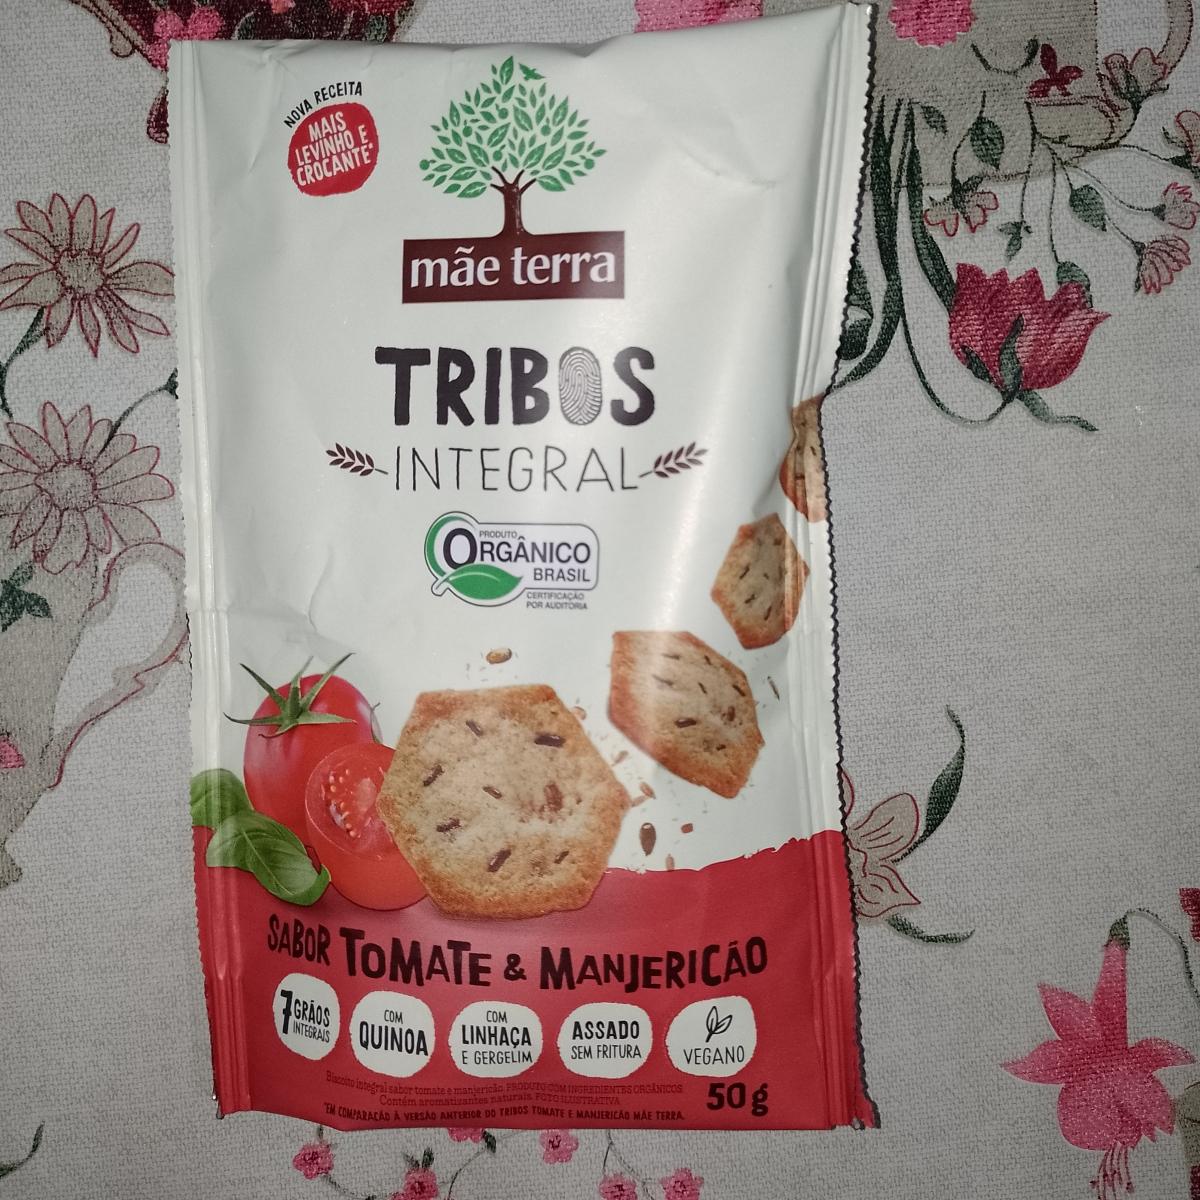 NOVA RECEITA
MAIS
LEVINHO E
CROCANTE*
mãe terra
TRIBOS
INTEGRAL
PRODUTO
ORGÂNICO
BRASIL
CERTIFICAÇÃO
POR AUDITORIA
SABOR TOMATE & MANJERICÃO
7 GRÃOS
INTEGRAIS
COM
QUINOA
COM
LINHAÇA
E GERGELIM
ASSADO
SEM FRITURA
VEGANO
Biscoito integral sabor tomate e manjericão. PRODUTO COM INGREDIENTES ORGÂNICOS.
Contém aromatizantes naturais. FOTO ILUSTRATIVA
50g
*EM COMPARAÇÃO À VERSÃO ANTERIOR DO TRIBOS TOMATE E MANJERICÃO MÃE TERRA.